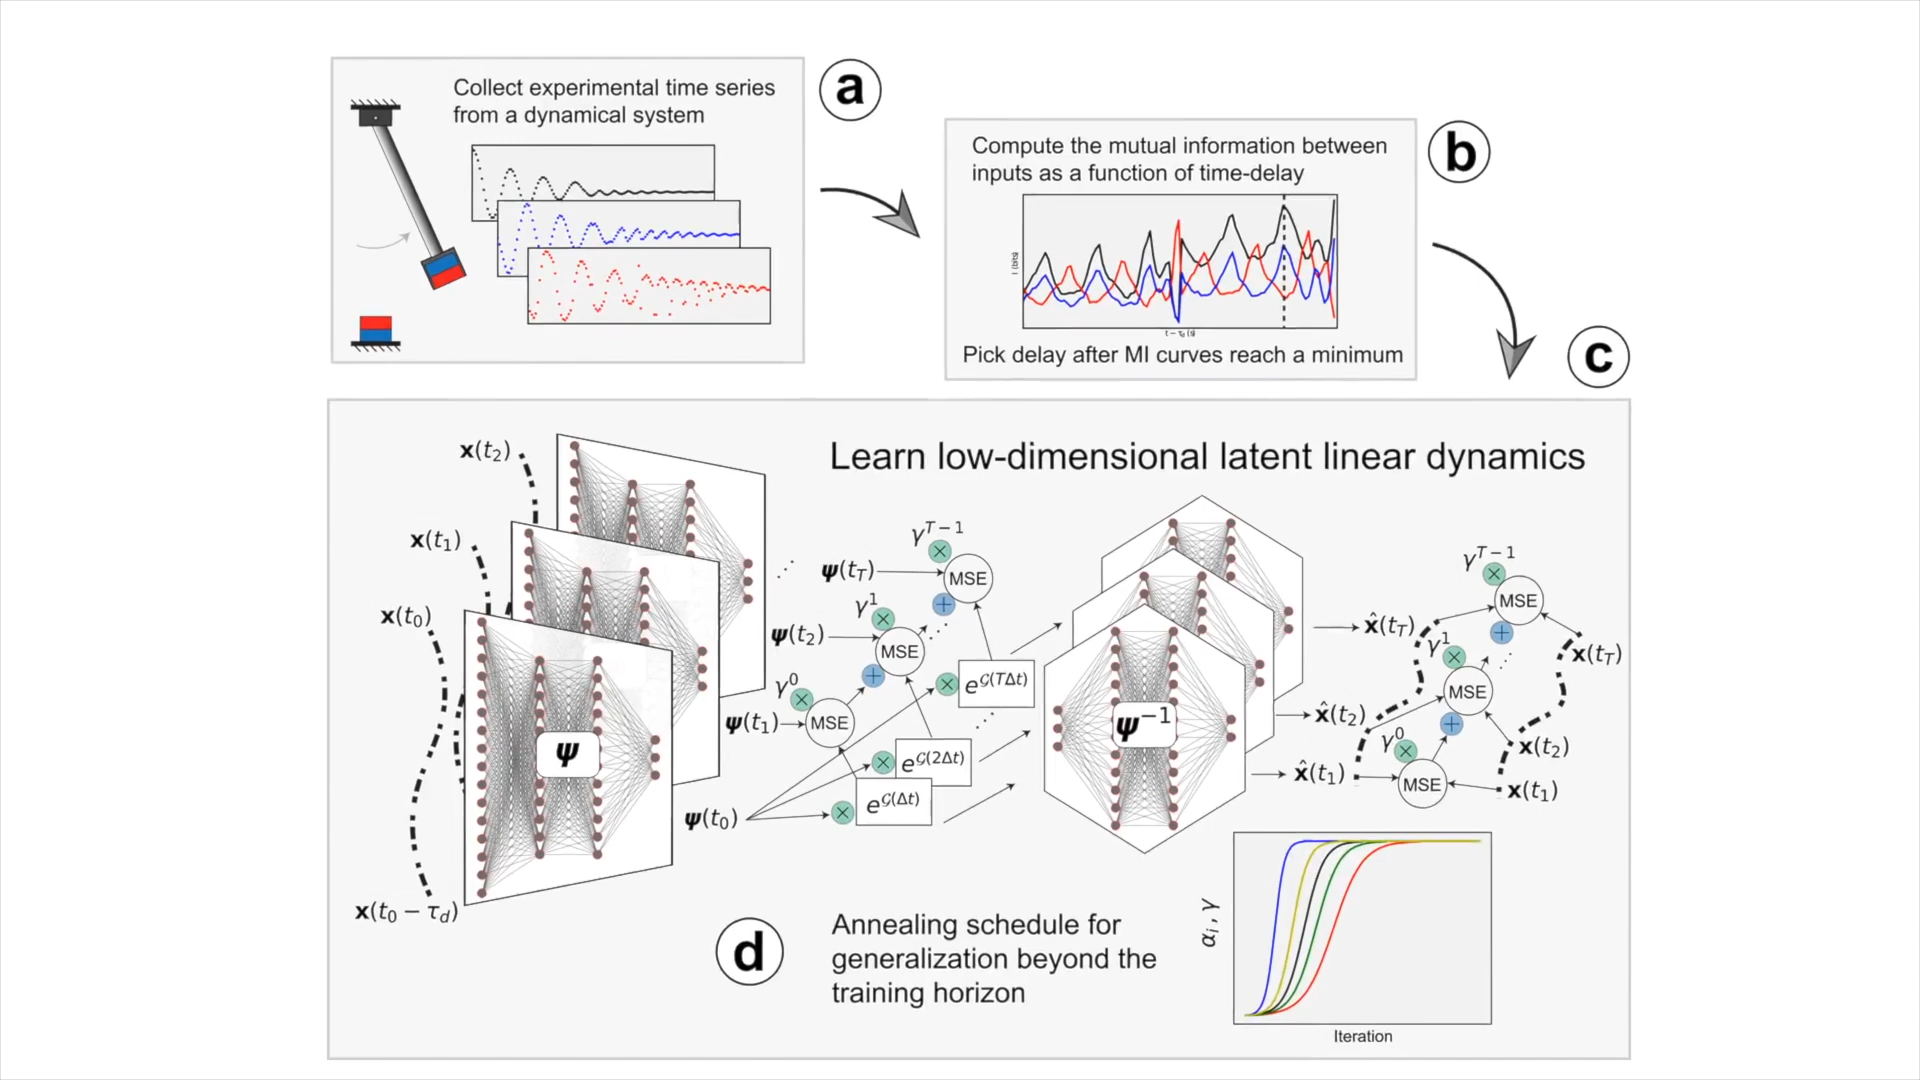 Collect experimental time series
from a dynamical system
a
Compute the mutual information between
inputs as a function of time-delay
I (bits)
t − τd (s)
Pick delay after MI curves reach a minimum
b
c
Learn low-dimensional latent linear dynamics
x(t2)
x(t1)
x(t0)
x(t0 − τd)
ψ
γT−1
ψ(tT)
MSE
γ1
ψ(t2)
MSE
γ0
ψ(t1)
MSE
ψ(t0)
eG(TΔt)
eG(2Δt)
eG(Δt)
ψ−1
x̂(tT)
x̂(t2)
x̂(t1)
γT−1
MSE
x(tT)
γ1
MSE
x(t2)
γ0
MSE
x(t1)
d
Annealing schedule for
generalization beyond the
training horizon
αi , γ
Iteration